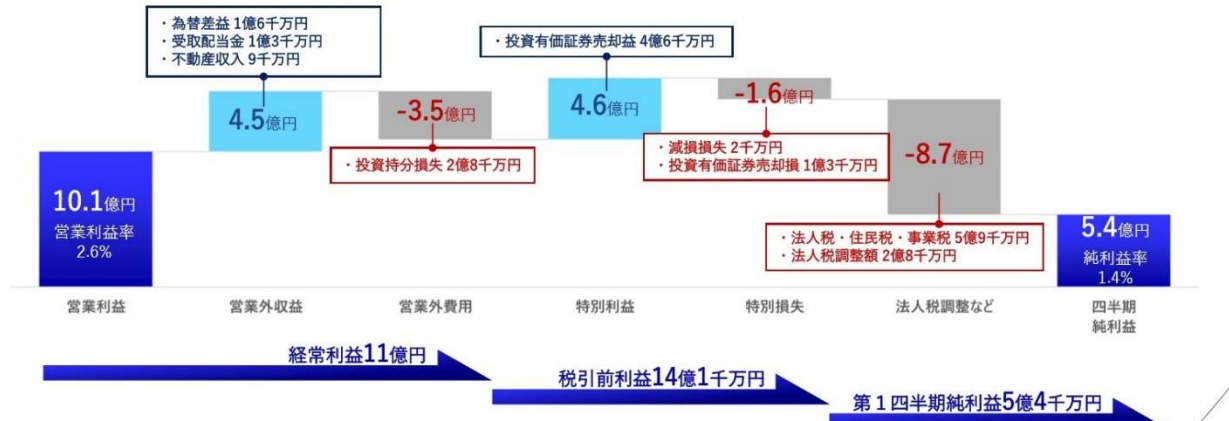 ・為替差益 1億6千万円
・受取配当金 1億3千万円
・不動産収入 9千万円
・投資有価証券売却益 4億6千万円
4.5億円
-3.5億円
4.6億円
-1.6億円
・投資持分損失 2億8千万円
・減損損失 2千万円
・投資有価証券売却損 1億3千万円
-8.7億円
10.1億円
営業利益率
2.6%
・法人税・住民税・事業税 5億9千万円
・法人税調整額 2億8千万円
5.4億円
純利益率
1.4%
営業利益
営業外収益
営業外費用
特別利益
特別損失
法人税調整など
四半期
純利益
経常利益11億円
税引前利益14億1千万円
第1四半期純利益5億4千万円